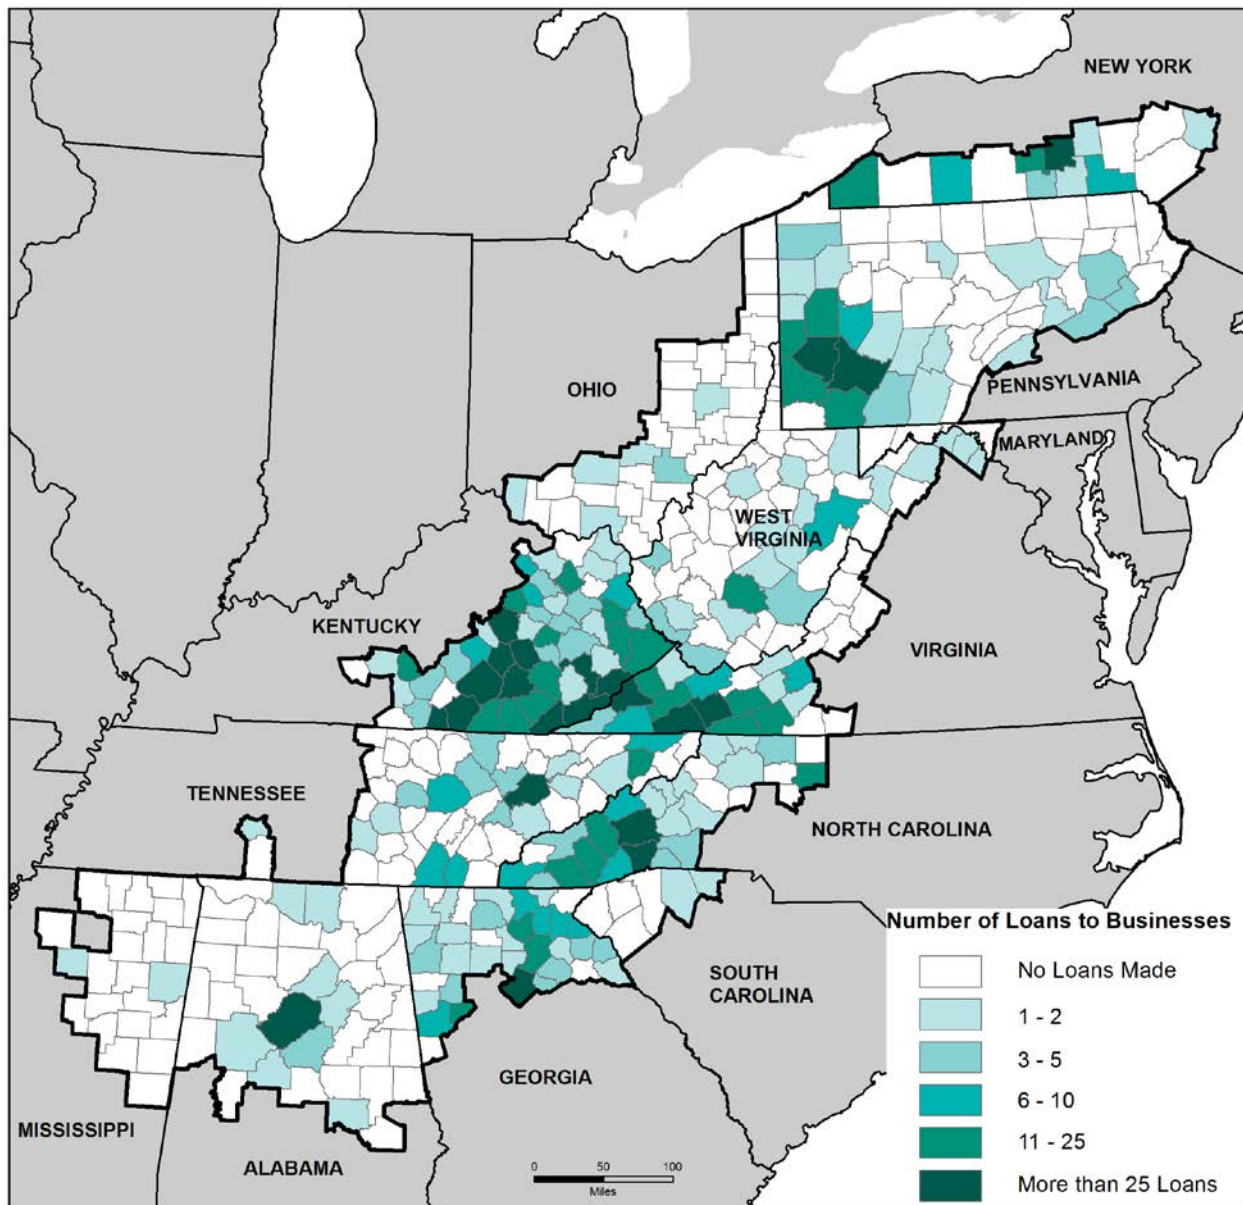 NEW YORK
OHIO
PENNSYLVANIA
MARYLAND
WEST
VIRGINIA
KENTUCKY
VIRGINIA
TENNESSEE
NORTH CAROLINA
SOUTH
CAROLINA
GEORGIA
MISSISSIPPI
ALABAMA
0 50 100
Miles
Number of Loans to Businesses
No Loans Made
1 - 2
3 - 5
6 - 10
11 - 25
More than 25 Loans